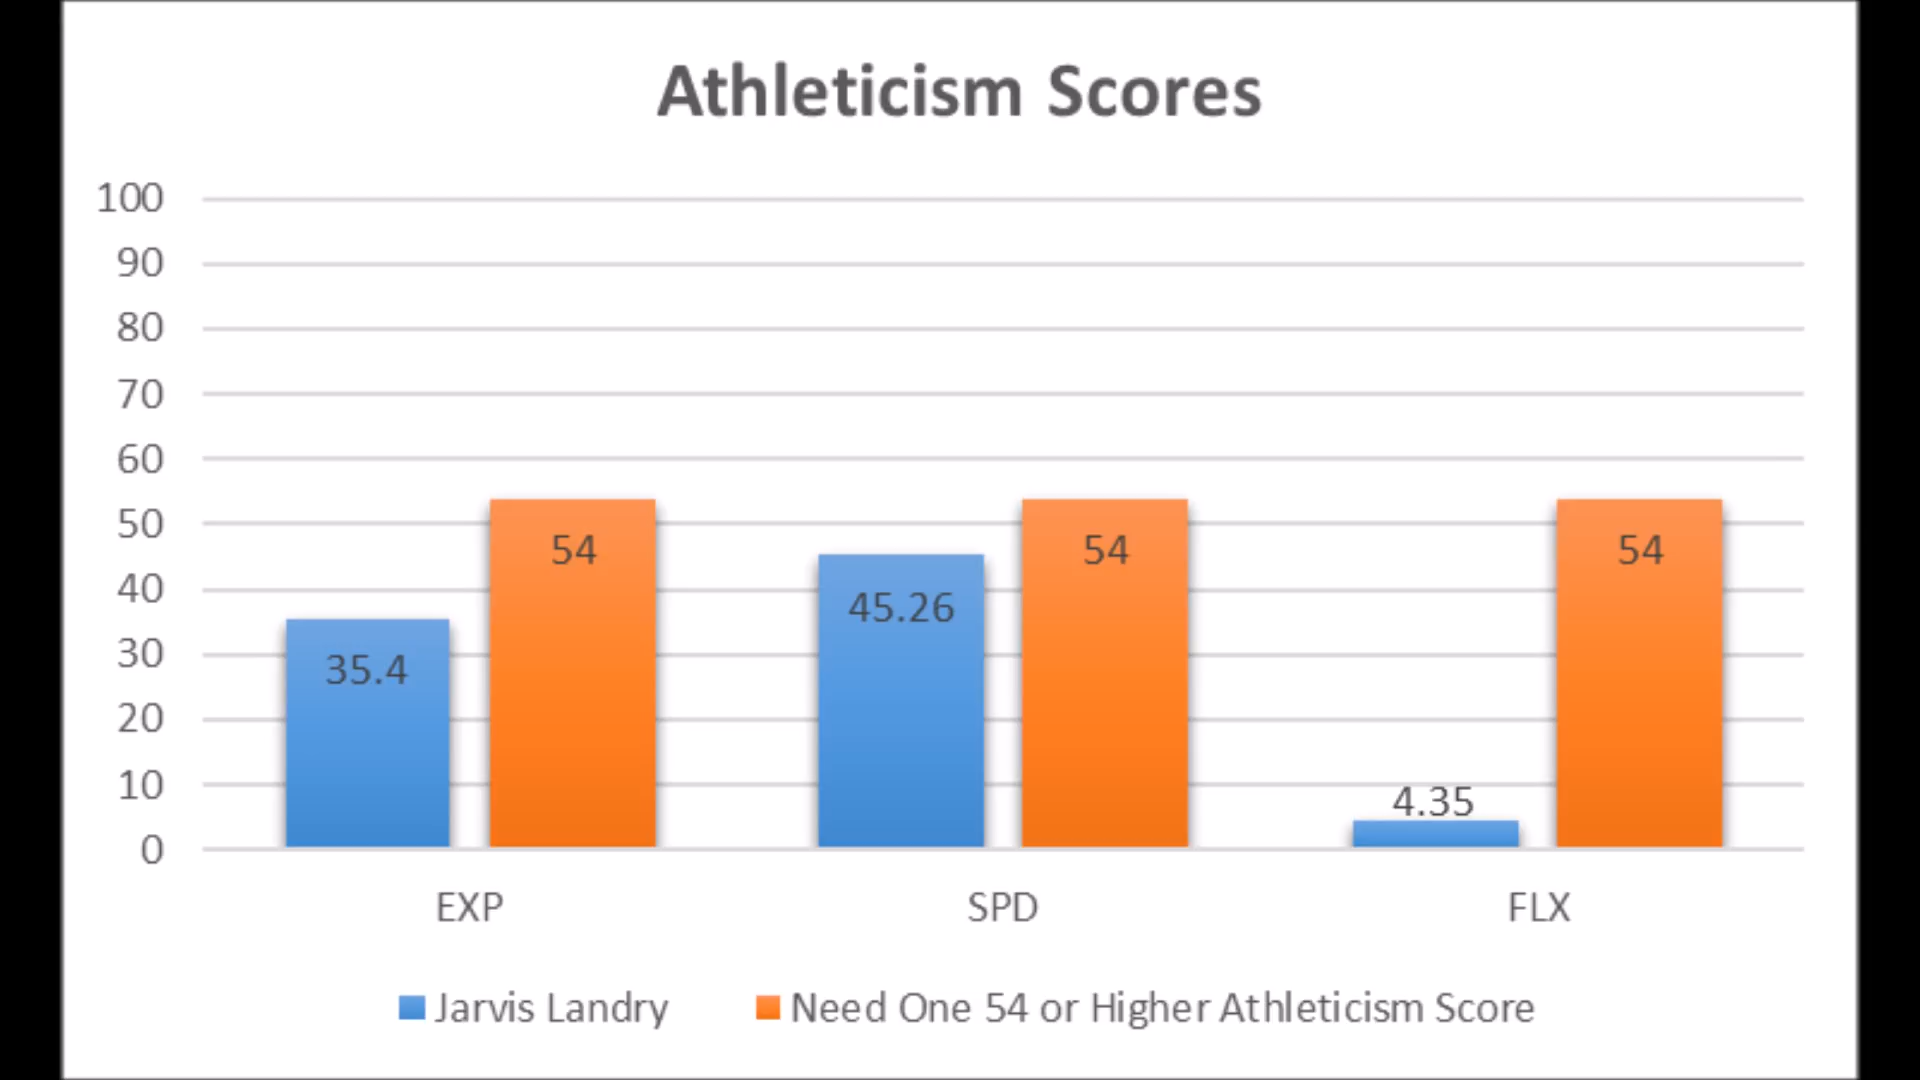 Athleticism Scores
100
90
80
70
60
50
40
30
20
10
0
35.4
54
45.26
54
4.35
54
EXP
SPD
FLX
Jarvis Landry
Need One 54 or Higher Athleticism Score